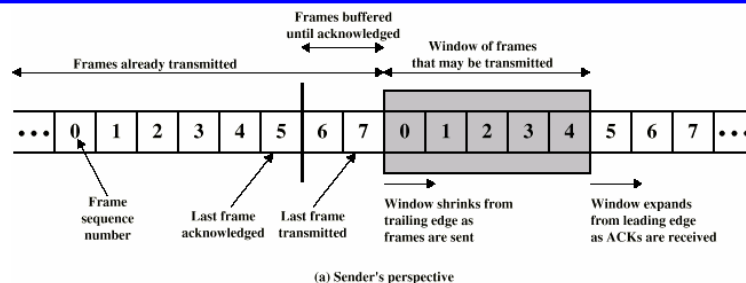 Frames buffered
until acknowledged
Window of frames
that may be transmitted
Frames already transmitted
••• 0 1 2 3 4 5 6 7 0 1 2 3 4 5 6 7 •••
Frame
sequence
number
Last frame
acknowledged
Last frame
transmitted
Window shrinks from
trailing edge as
frames are sent
Window expands
from leading edge
as ACKs are received
(a) Sender's perspective